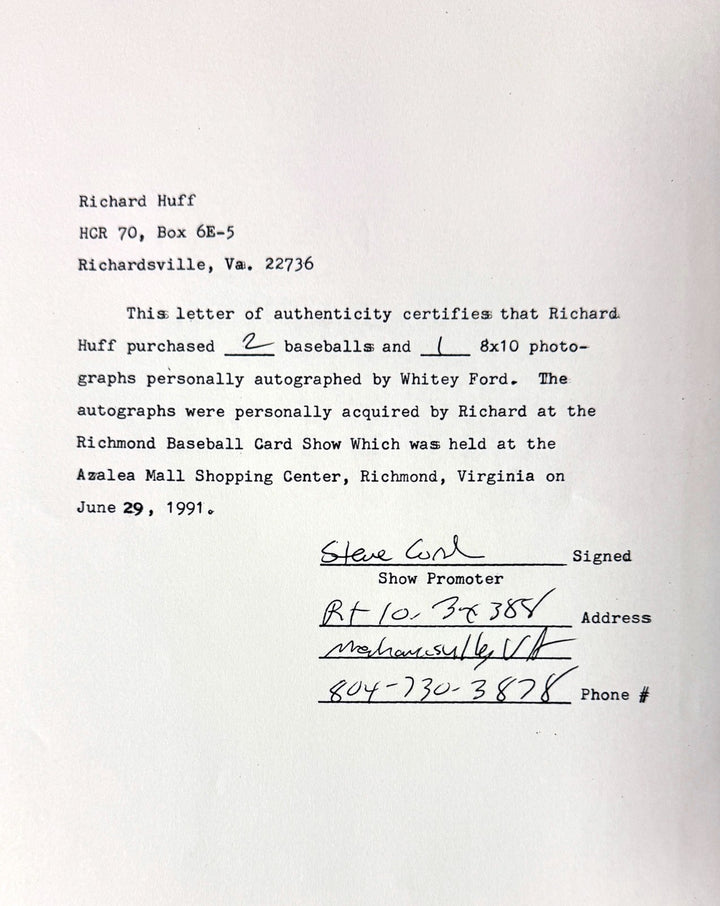 Richard Huff
HCR 70, Box 6E-5
Richardsville, Va. 22736
This letter of authenticity certifies that Richard
Huff purchased 2 baseballs and 1 8x10 photo-
graphs personally autographed by Whitey Ford. The
autographs were personally acquired by Richard at the
Richmond Baseball Card Show Which was held at the
Azalea Mall Shopping Center, Richmond, Virginia on
June 29, 1991.
Steve Signed
Show Promoter
Rt 10, 388 Address
Mechanicsville, VA
804-730-3878 Phone #